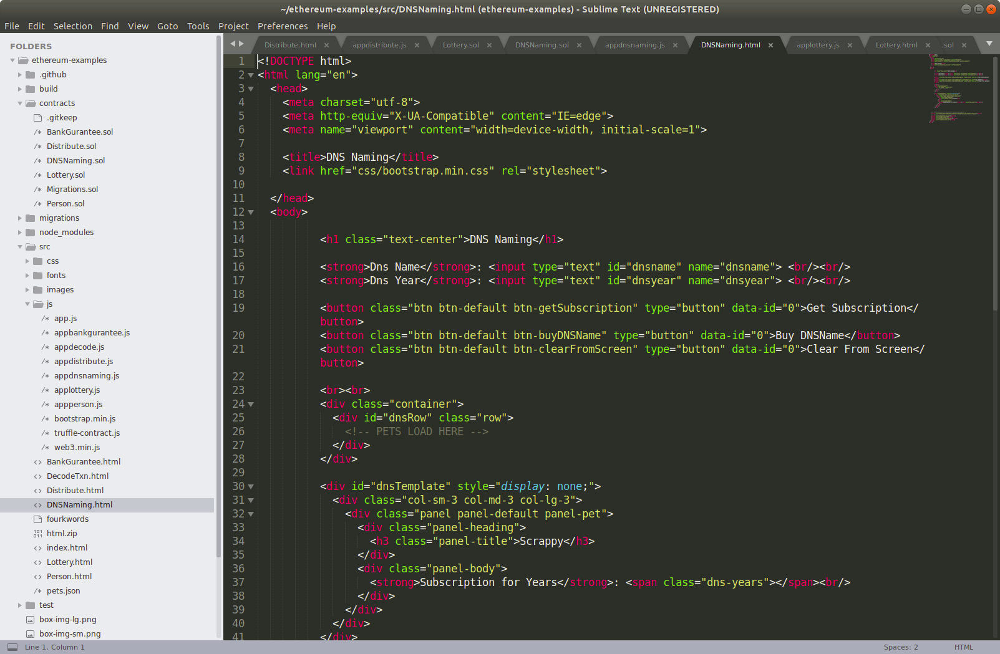 ~/ethereum-examples/src/DNSNaming.html (ethereum-examples) - Sublime Text (UNREGISTERED)
File Edit Selection Find View Goto Tools Project Preferences Help
FOLDERS
ethereum-examples
.github
build
contracts
.gitkeep
BankGurantee.sol
Distribute.sol
DNSNaming.sol
Lottery.sol
Migrations.sol
Person.sol
migrations
node_modules
src
css
fonts
images
js
app.js
appbankgurantee.js
appdecode.js
appdistribute.js
appdnsnaming.js
applottery.js
appperson.js
bootstrap.min.js
truffle-contract.js
web3.min.js
BankGurantee.html
DecodeTxn.html
Distribute.html
DNSNaming.html
fourkwords
html.zip
index.html
Lottery.html
Person.html
pets.json
test
box-img-lg.png
box-img-sm.png
Distribute.html appdistribute.js Lottery.sol DNSNaming.sol appdnsnaming.js DNSNaming.html applottery.js Lottery.html .sol
1 <!DOCTYPE html>
2 <html lang="en">
3 <head>
4 <meta charset="utf-8">
5 <meta http-equiv="X-UA-Compatible" content="IE=edge">
6 <meta name="viewport" content="width=device-width, initial-scale=1">
7
8 <title>DNS Naming</title>
9 <link href="css/bootstrap.min.css" rel="stylesheet">
10
11 </head>
12 <body>
13
14 <h1 class="text-center">DNS Naming</h1>
15
16 <strong>Dns Name</strong>: <input type="text" id="dnsname" name="dnsname"> <br/><br/>
17 <strong>Dns Year</strong>: <input type="text" id="dnsyear" name="dnsyear"> <br/><br/>
18
19 <button class="btn btn-default btn-getSubscription" type="button" data-id="0">Get Subscription</
button>
20 <button class="btn btn-default btn-buyDNSName" type="button" data-id="0">Buy DNSName</button>
21 <button class="btn btn-default btn-clearFromScreen" type="button" data-id="0">Clear From Screen</
button>
22
23 <br><br>
24 <div class="container">
25 <div id="dnsRow" class="row">
26 <!-- PETS LOAD HERE -->
27 </div>
28 </div>
29
30 <div id="dnsTemplate" style="display: none;">
31 <div class="col-sm-3 col-md-3 col-lg-3">
32 <div class="panel panel-default panel-pet">
33 <div class="panel-heading">
34 <h3 class="panel-title">Scrappy</h3>
35 </div>
36 <div class="panel-body">
37 <strong>Subscription for Years</strong>: <span class="dns-years"></span><br/>
38 </div>
39 </div>
40 </div>
41 </div>
Line 1, Column 1
Spaces: 2
HTML